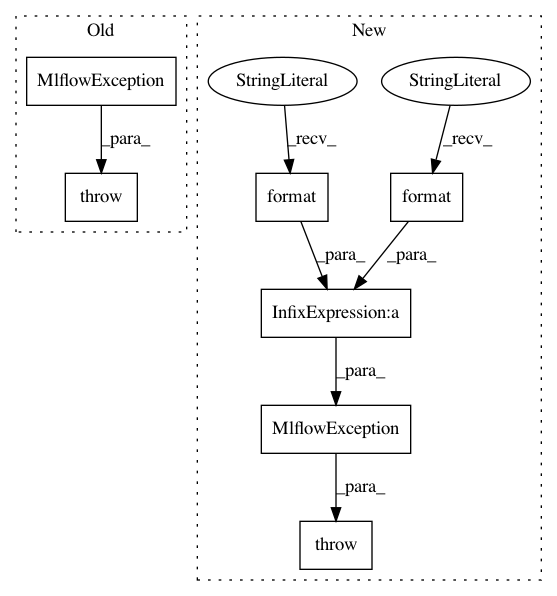 Old
New
MlflowException
StringLiteral
StringLiteral
_para_
_recv_
_recv_
throw
format
format
_para_
_para_
InfixExpression:a
_para_
MlflowException
_para_
throw